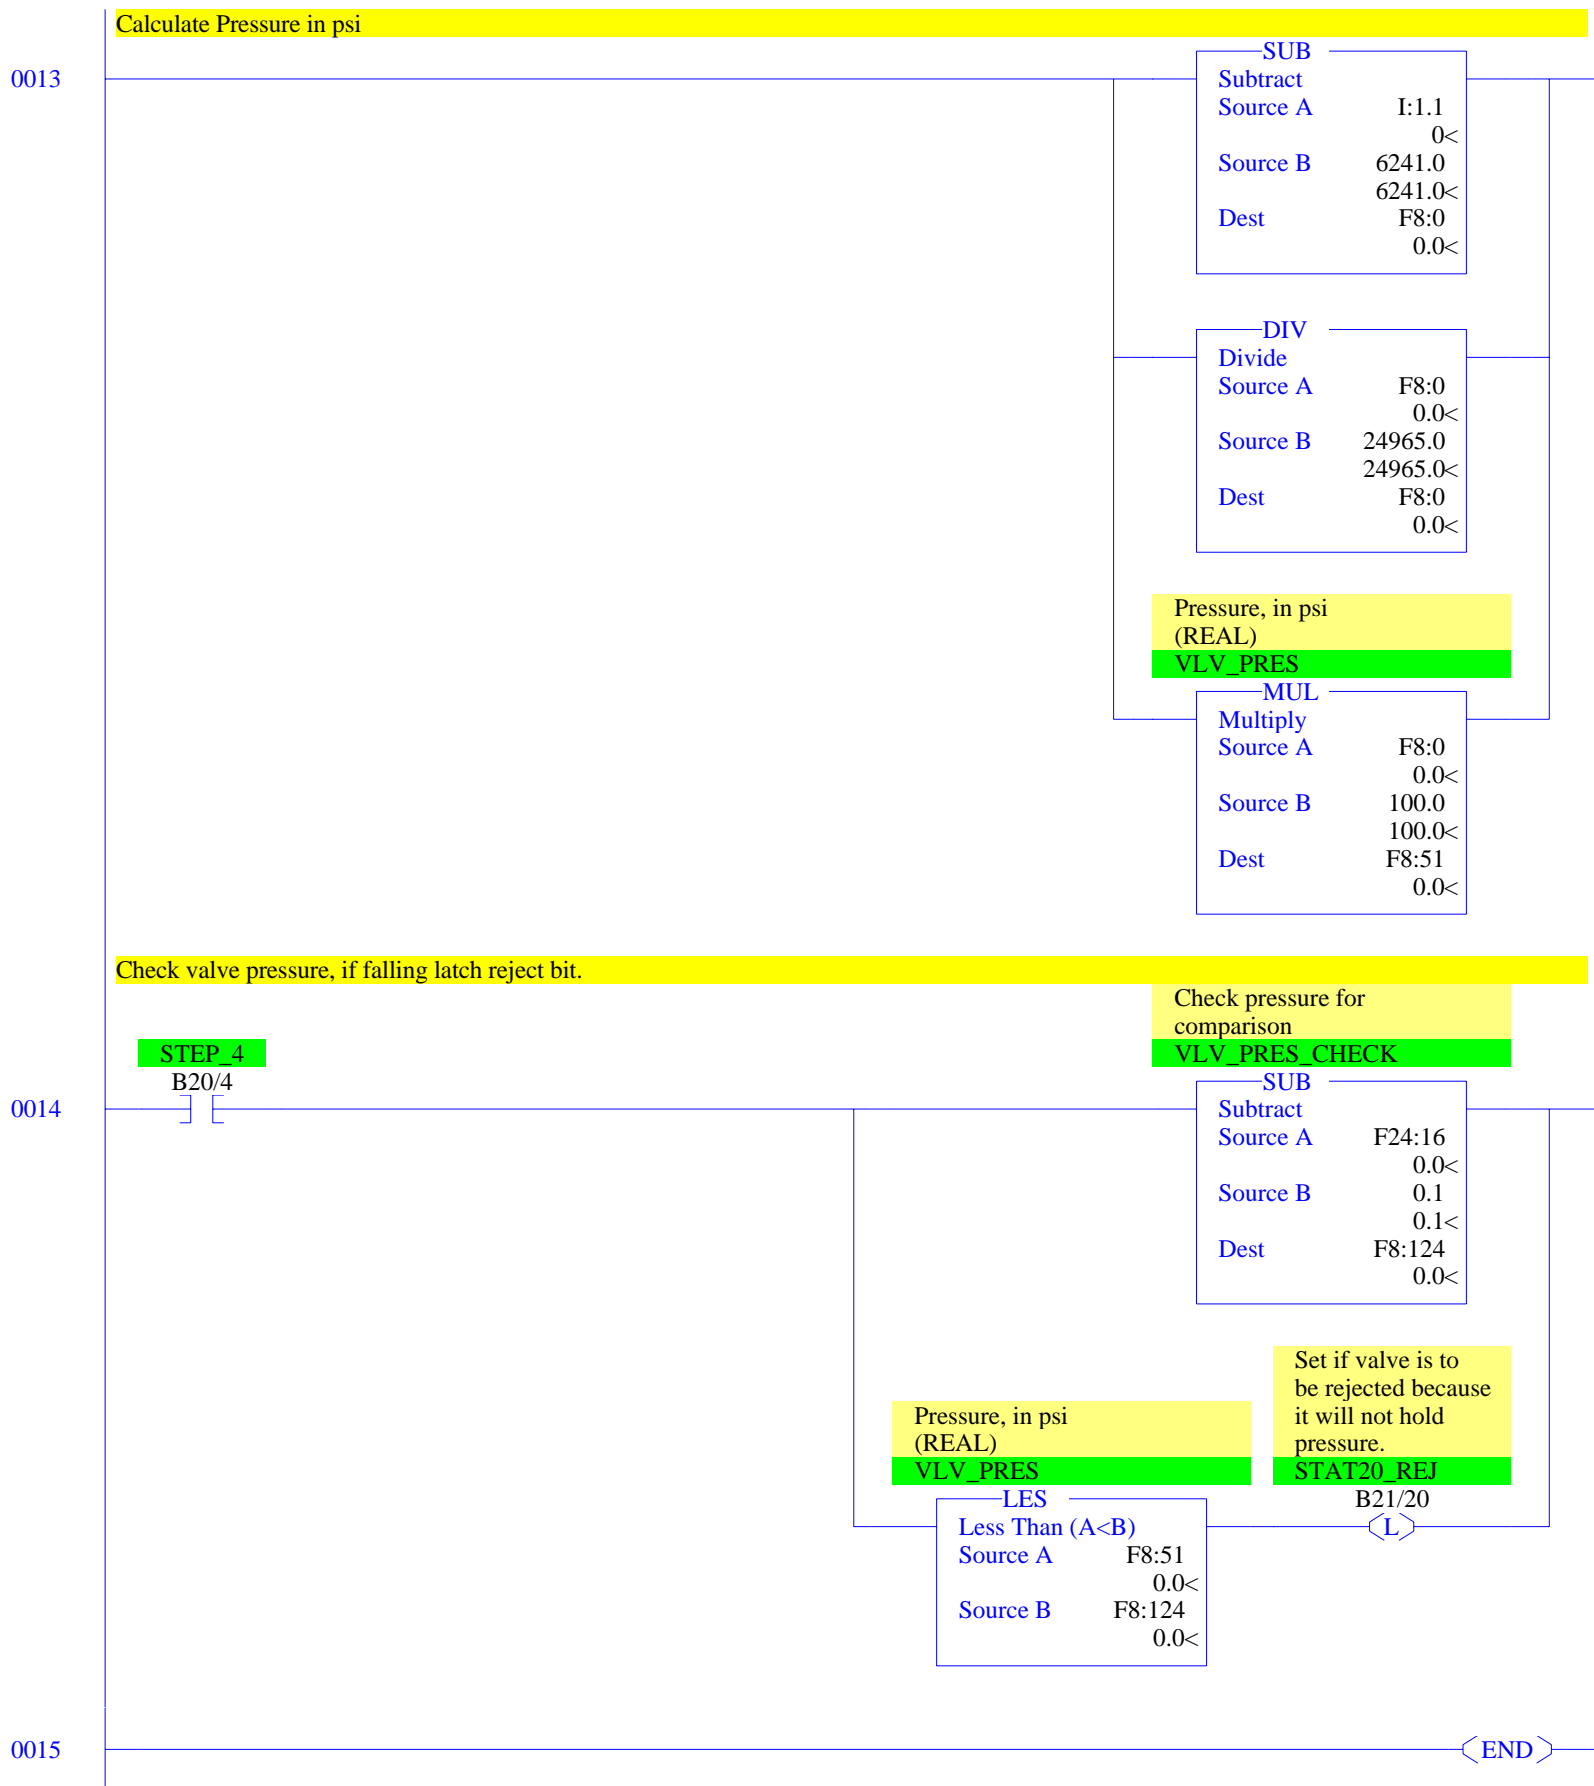 Calculate Pressure in psi
0013
SUB
Subtract
Source A I:1.1
0<
Source B 6241.0
6241.0<
Dest F8:0
0.0<
DIV
Divide
Source A F8:0
0.0<
Source B 24965.0
24965.0<
Dest F8:0
0.0<
Pressure, in psi
(REAL)
VLV_PRES
MUL
Multiply
Source A F8:0
0.0<
Source B 100.0
100.0<
Dest F8:51
0.0<
Check valve pressure, if falling latch reject bit.
0014
STEP_4
B20/4
Check pressure for
comparison
VLV_PRES_CHECK
SUB
Subtract
Source A F24:16
0.0<
Source B 0.1
0.1<
Dest F8:124
0.0<
Pressure, in psi
(REAL)
VLV_PRES
LES
Less Than (A<B)
Source A F8:51
0.0<
Source B F8:124
0.0<
Set if valve is to
be rejected because
it will not hold
pressure.
STAT20_REJ
B21/20
L
0015
END